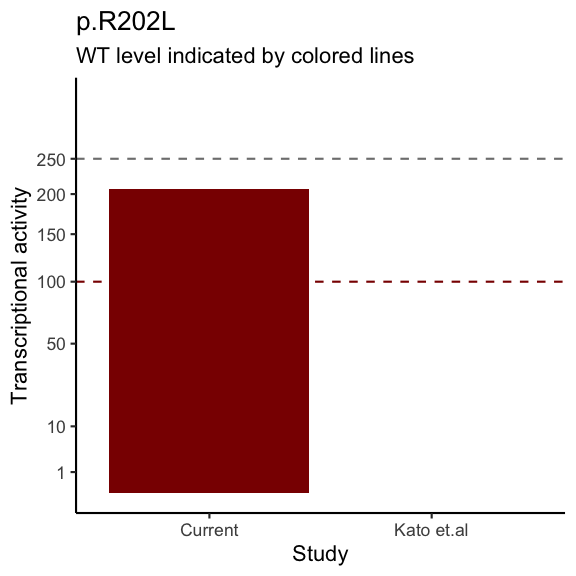 p.R202L
WT level indicated by colored lines
Transcriptional activity
250
200
150
100
50
10
1
Current
Kato et.al
Study